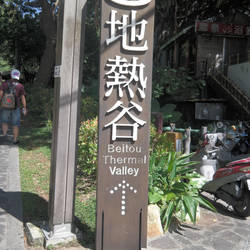 地熱谷
Beitou
Thermal
Valley